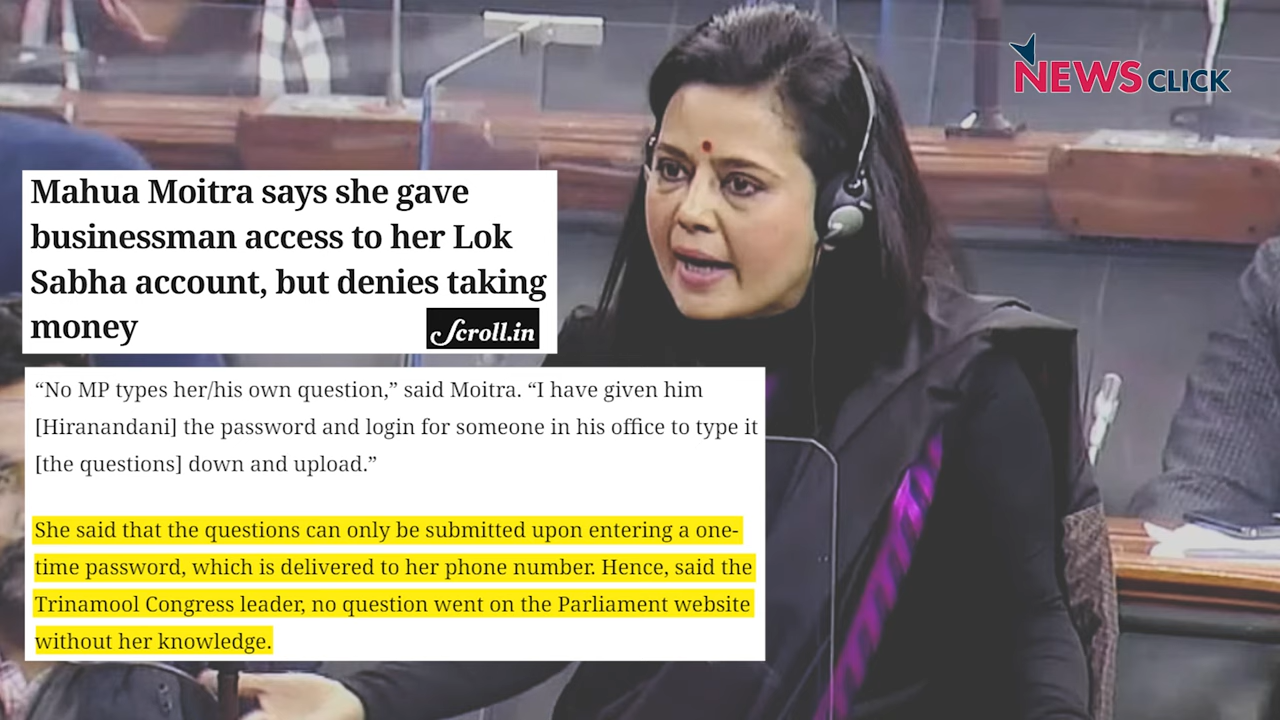 NEWS CLICK
Mahua Moitra says she gave
businessman access to her Lok
Sabha account, but denies taking
money
Scroll.in
“No MP types her/his own question,” said Moitra. “I have given him
[Hiranandani] the password and login for someone in his office to type it
[the questions] down and upload.”
She said that the questions can only be submitted upon entering a one-
time password, which is delivered to her phone number. Hence, said the
Trinamool Congress leader, no question went on the Parliament website
without her knowledge.